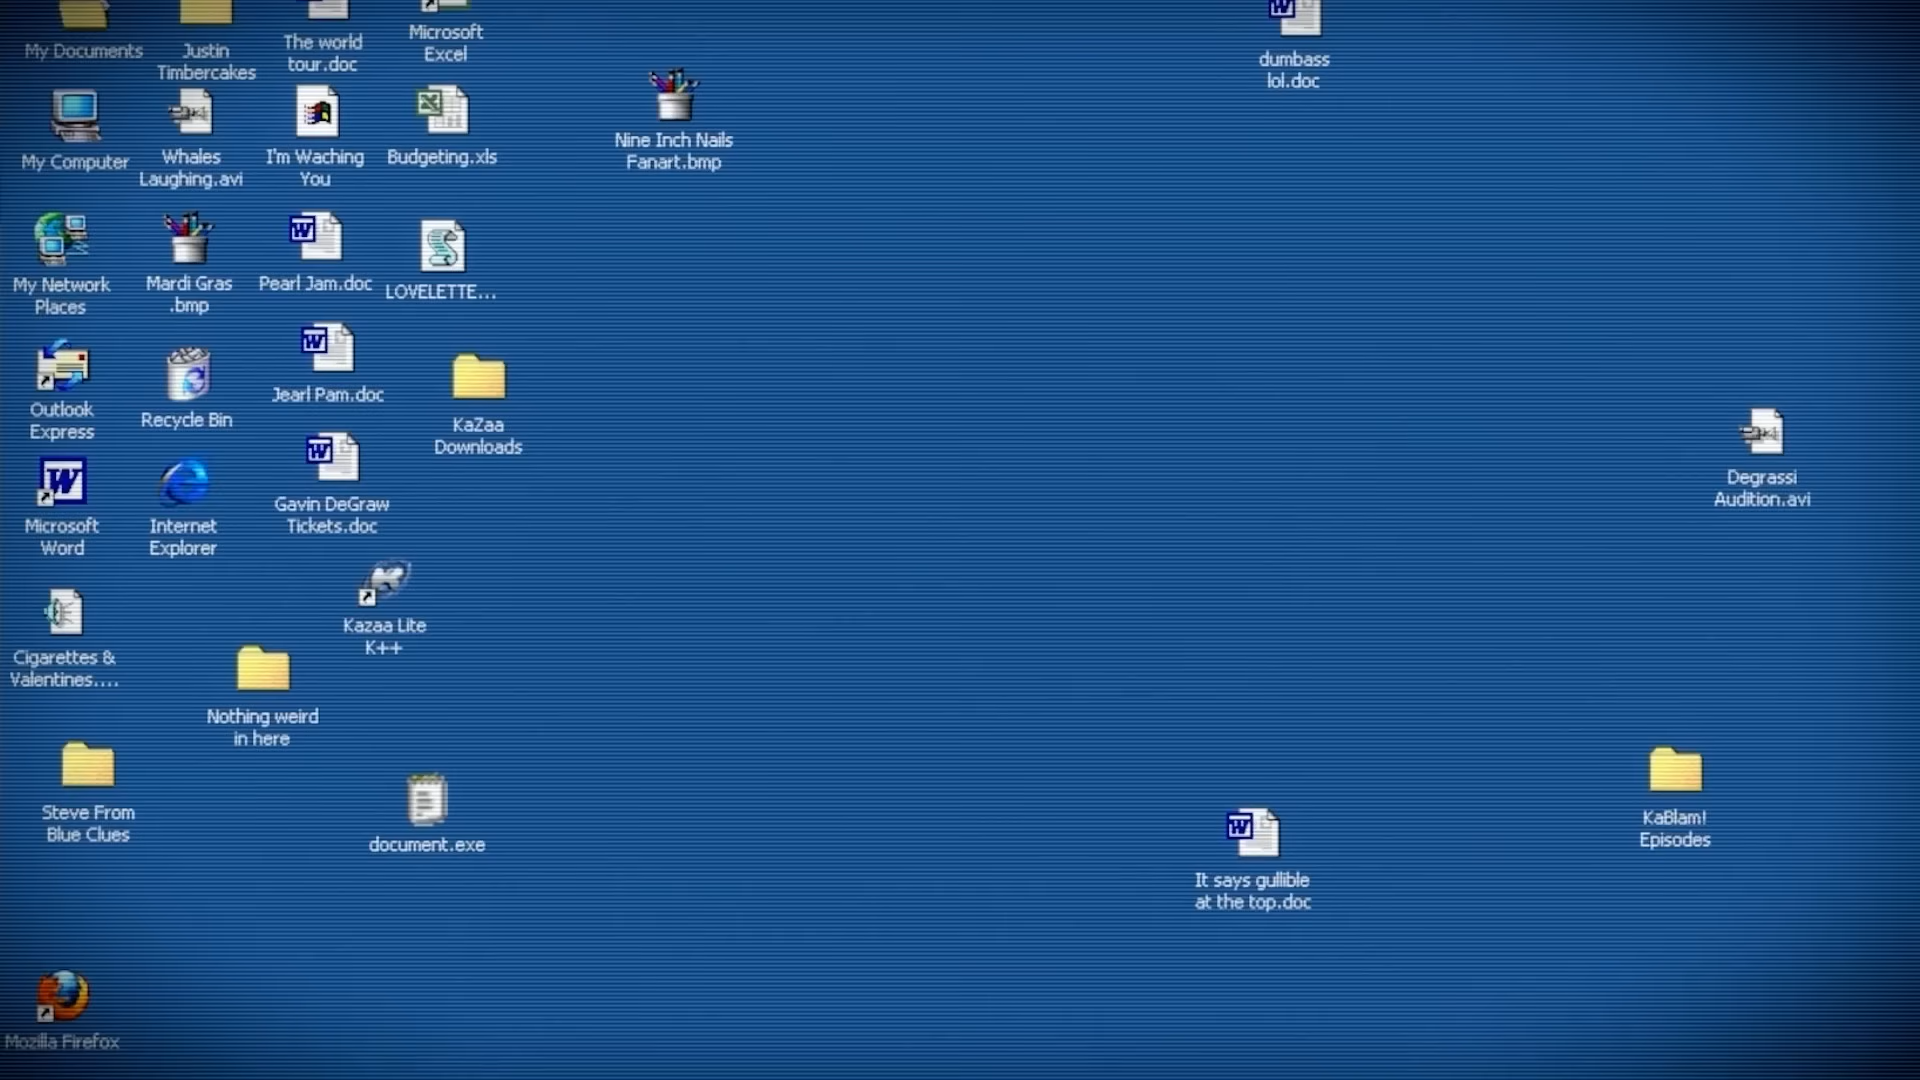 My Documents
Justin
Timbercakes
The world
tour.doc
Microsoft
Excel
dumbass
lol.doc
My Computer
Whales
Laughing.avi
I'm Waching
You
Budgeting.xls
Nine Inch Nails
Fanart.bmp
My Network
Places
Mardi Gras
.bmp
Pearl Jam.doc
LOVELETTE...
Outlook
Express
Recycle Bin
Jearl Pam.doc
KaZaa
Downloads
Degrassi
Audition.avi
Microsoft
Word
Internet
Explorer
Gavin DeGraw
Tickets.doc
Cigarettes &
Valentines....
Kazaa Lite
K++
Nothing weird
in here
Steve From
Blue Clues
document.exe
It says gullible
at the top.doc
KaBlam!
Episodes
Mozilla Firefox